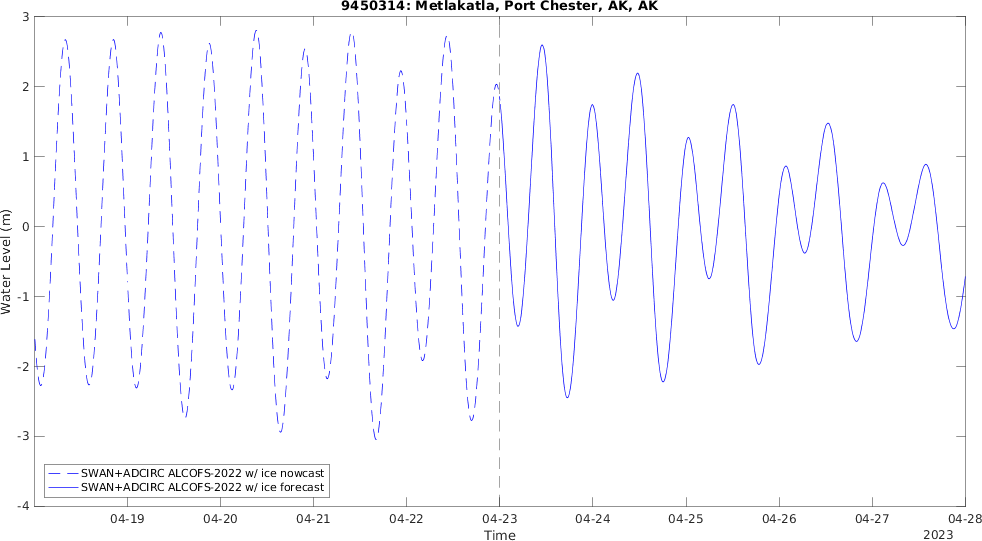 9450314: Metlakatla, Port Chester, AK, AK
3
2
1
0
-1
-2
-3
-4
Water Level (m)
SWAN+ADCIRC ALCOFS-2022 w/ ice nowcast
SWAN+ADCIRC ALCOFS-2022 w/ ice forecast
04-19 04-20 04-21 04-22 04-23 04-24 04-25 04-26 04-27 04-28
Time
2023